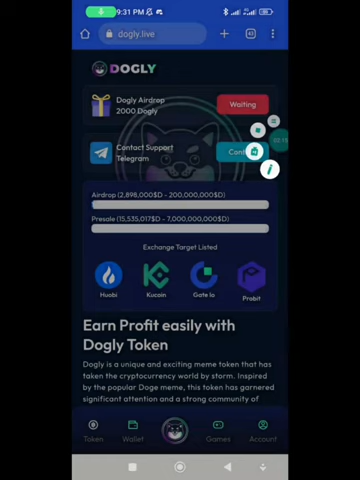 9:31 PM
dogly.live
DOGLY
Dogly Airdrop
2000 Dogly
Waiting
Contact Support
Telegram
Airdrop (2,898,000$D - 200,000,000$D)
Presale (15,535,017$D - 7,000,000,000$D)
Exchange Target Listed
Huobi
Kucoin
Gate Io
Probit
Earn Profit easily with
Dogly Token
Dogly is a unique and exciting meme token that has
taken the cryptocurrency world by storm. Inspired
by the popular Doge meme, this token has garnered
significant attention and a strong community of
Token
Wallet
Games
Account